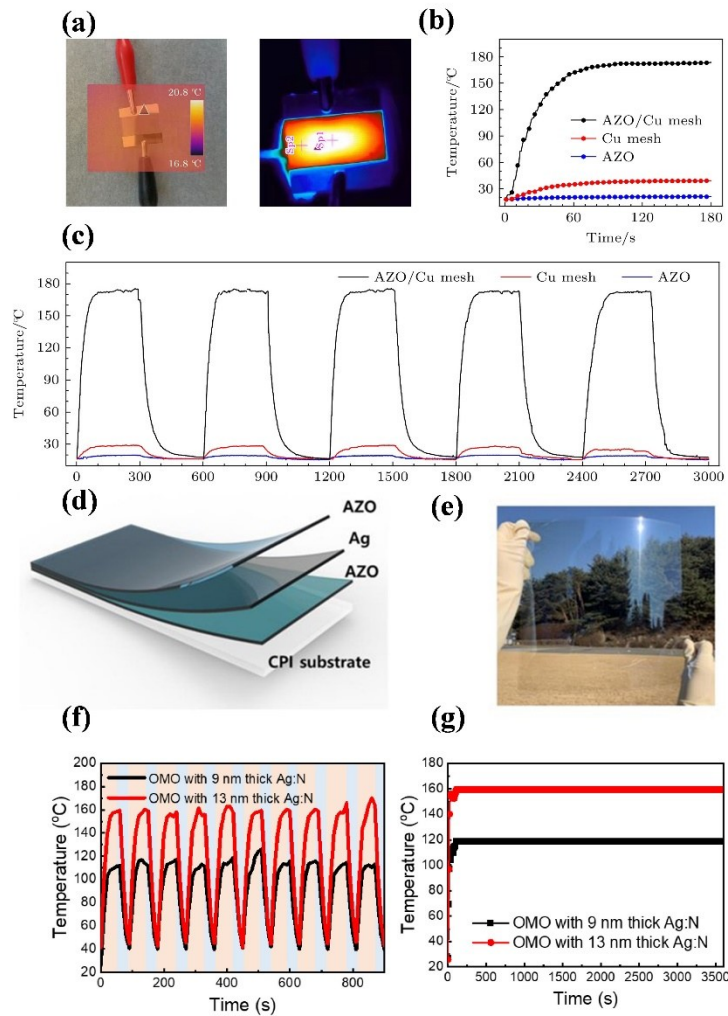 (a)
20.8 ℃
16.8 ℃
Sp2
Sp1
(b)
Temperature/℃
180
150
120
90
60
30
AZO/Cu mesh
Cu mesh
AZO
0 60 120 180
Time/s
(c)
Temperature/℃
180
150
120
90
60
30
AZO/Cu mesh Cu mesh AZO
0 300 600 900 1200 1500 1800 2100 2400 2700 3000
(d)
AZO
Ag
AZO
CPI substrate
(e)
(f)
Temperature (°C)
200
180
160
140
120
100
80
60
40
20
OMO with 9 nm thick Ag:N
OMO with 13 nm thick Ag:N
0 200 400 600 800
Time (s)
(g)
Temperature (°C)
180
160
140
120
100
80
60
40
20
OMO with 9 nm thick Ag:N
OMO with 13 nm thick Ag:N
0 500 1000 1500 2000 2500 3000 3500
Time (s)